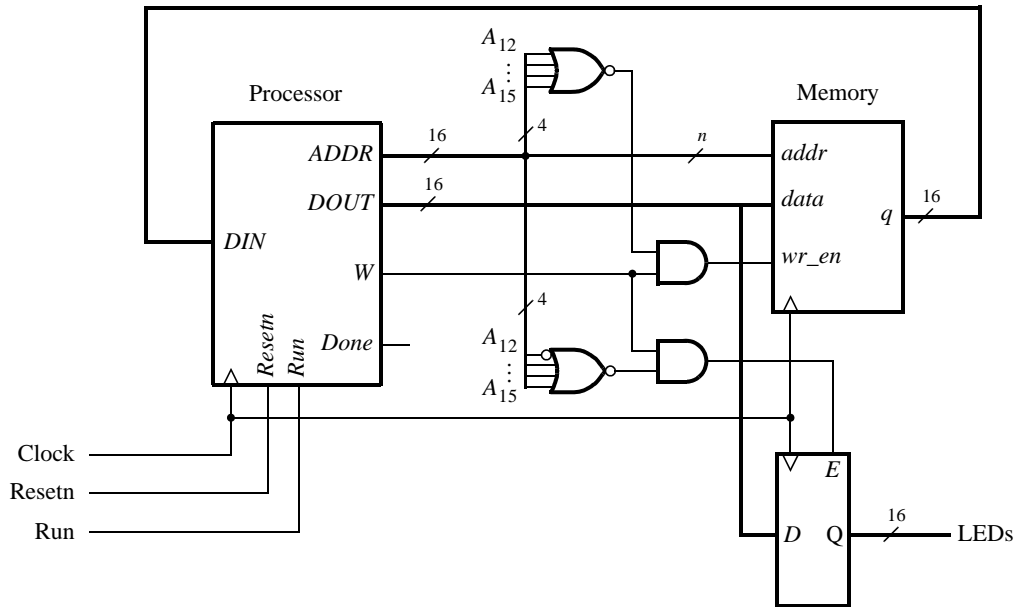 A12
⋮
A15
Processor
Memory
4
16
n
ADDR
addr
16
DOUT
data
q
16
DIN
wr_en
W
4
Done
Resetn
Run
A12
⋮
A15
Clock
E
Resetn
16
Run
D
Q
LEDs